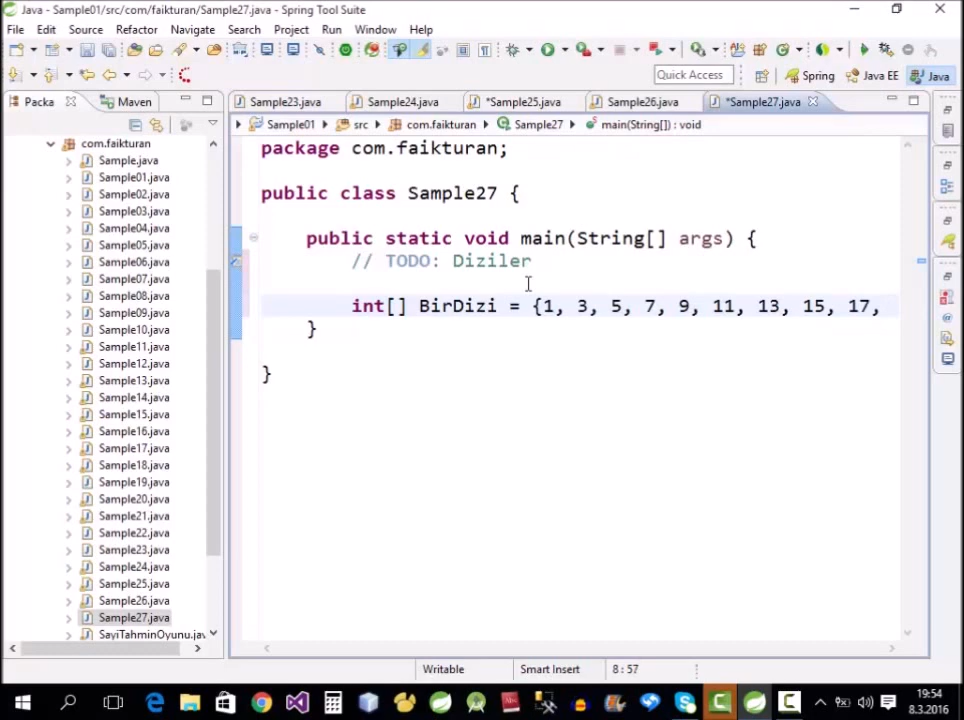 Java - Sample01/src/com/faikturan/Sample27.java - Spring Tool Suite
File Edit Source Refactor Navigate Search Project Run Window Help
Quick Access Spring Java EE Java
Packa Maven
Sample23.java Sample24.java *Sample25.java Sample26.java *Sample27.java
Sample01 src com.faikturan Sample27 main(String[]) : void
com.faikturan
Sample.java
Sample01.java
Sample02.java
Sample03.java
Sample04.java
Sample05.java
Sample06.java
Sample07.java
Sample08.java
Sample09.java
Sample10.java
Sample11.java
Sample12.java
Sample13.java
Sample14.java
Sample15.java
Sample16.java
Sample17.java
Sample18.java
Sample19.java
Sample20.java
Sample21.java
Sample22.java
Sample23.java
Sample24.java
Sample25.java
Sample26.java
Sample27.java
SayiTahminOyunu.jav
package com.faikturan;
public class Sample27 {
public static void main(String[] args) {
// TODO: Diziler
int[] BirDizi = {1, 3, 5, 7, 9, 11, 13, 15, 17,
}
}
Writable Smart Insert 8 : 57
19:54
8.3.2016